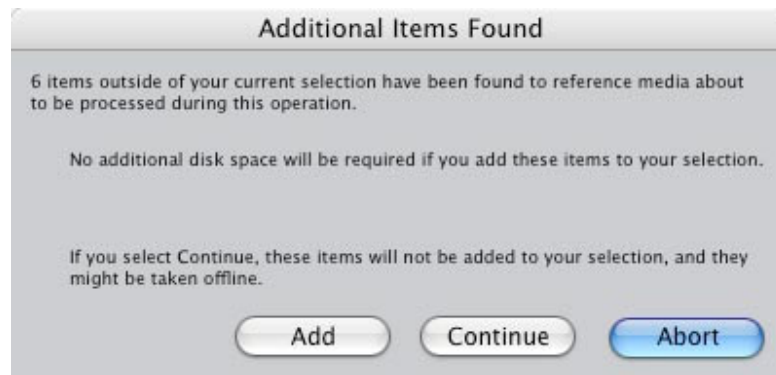 Additional Items Found
6 items outside of your current selection have been found to reference media about
to be processed during this operation.
No additional disk space will be required if you add these items to your selection.
If you select Continue, these items will not be added to your selection, and they
might be taken offline.
Add Continue Abort